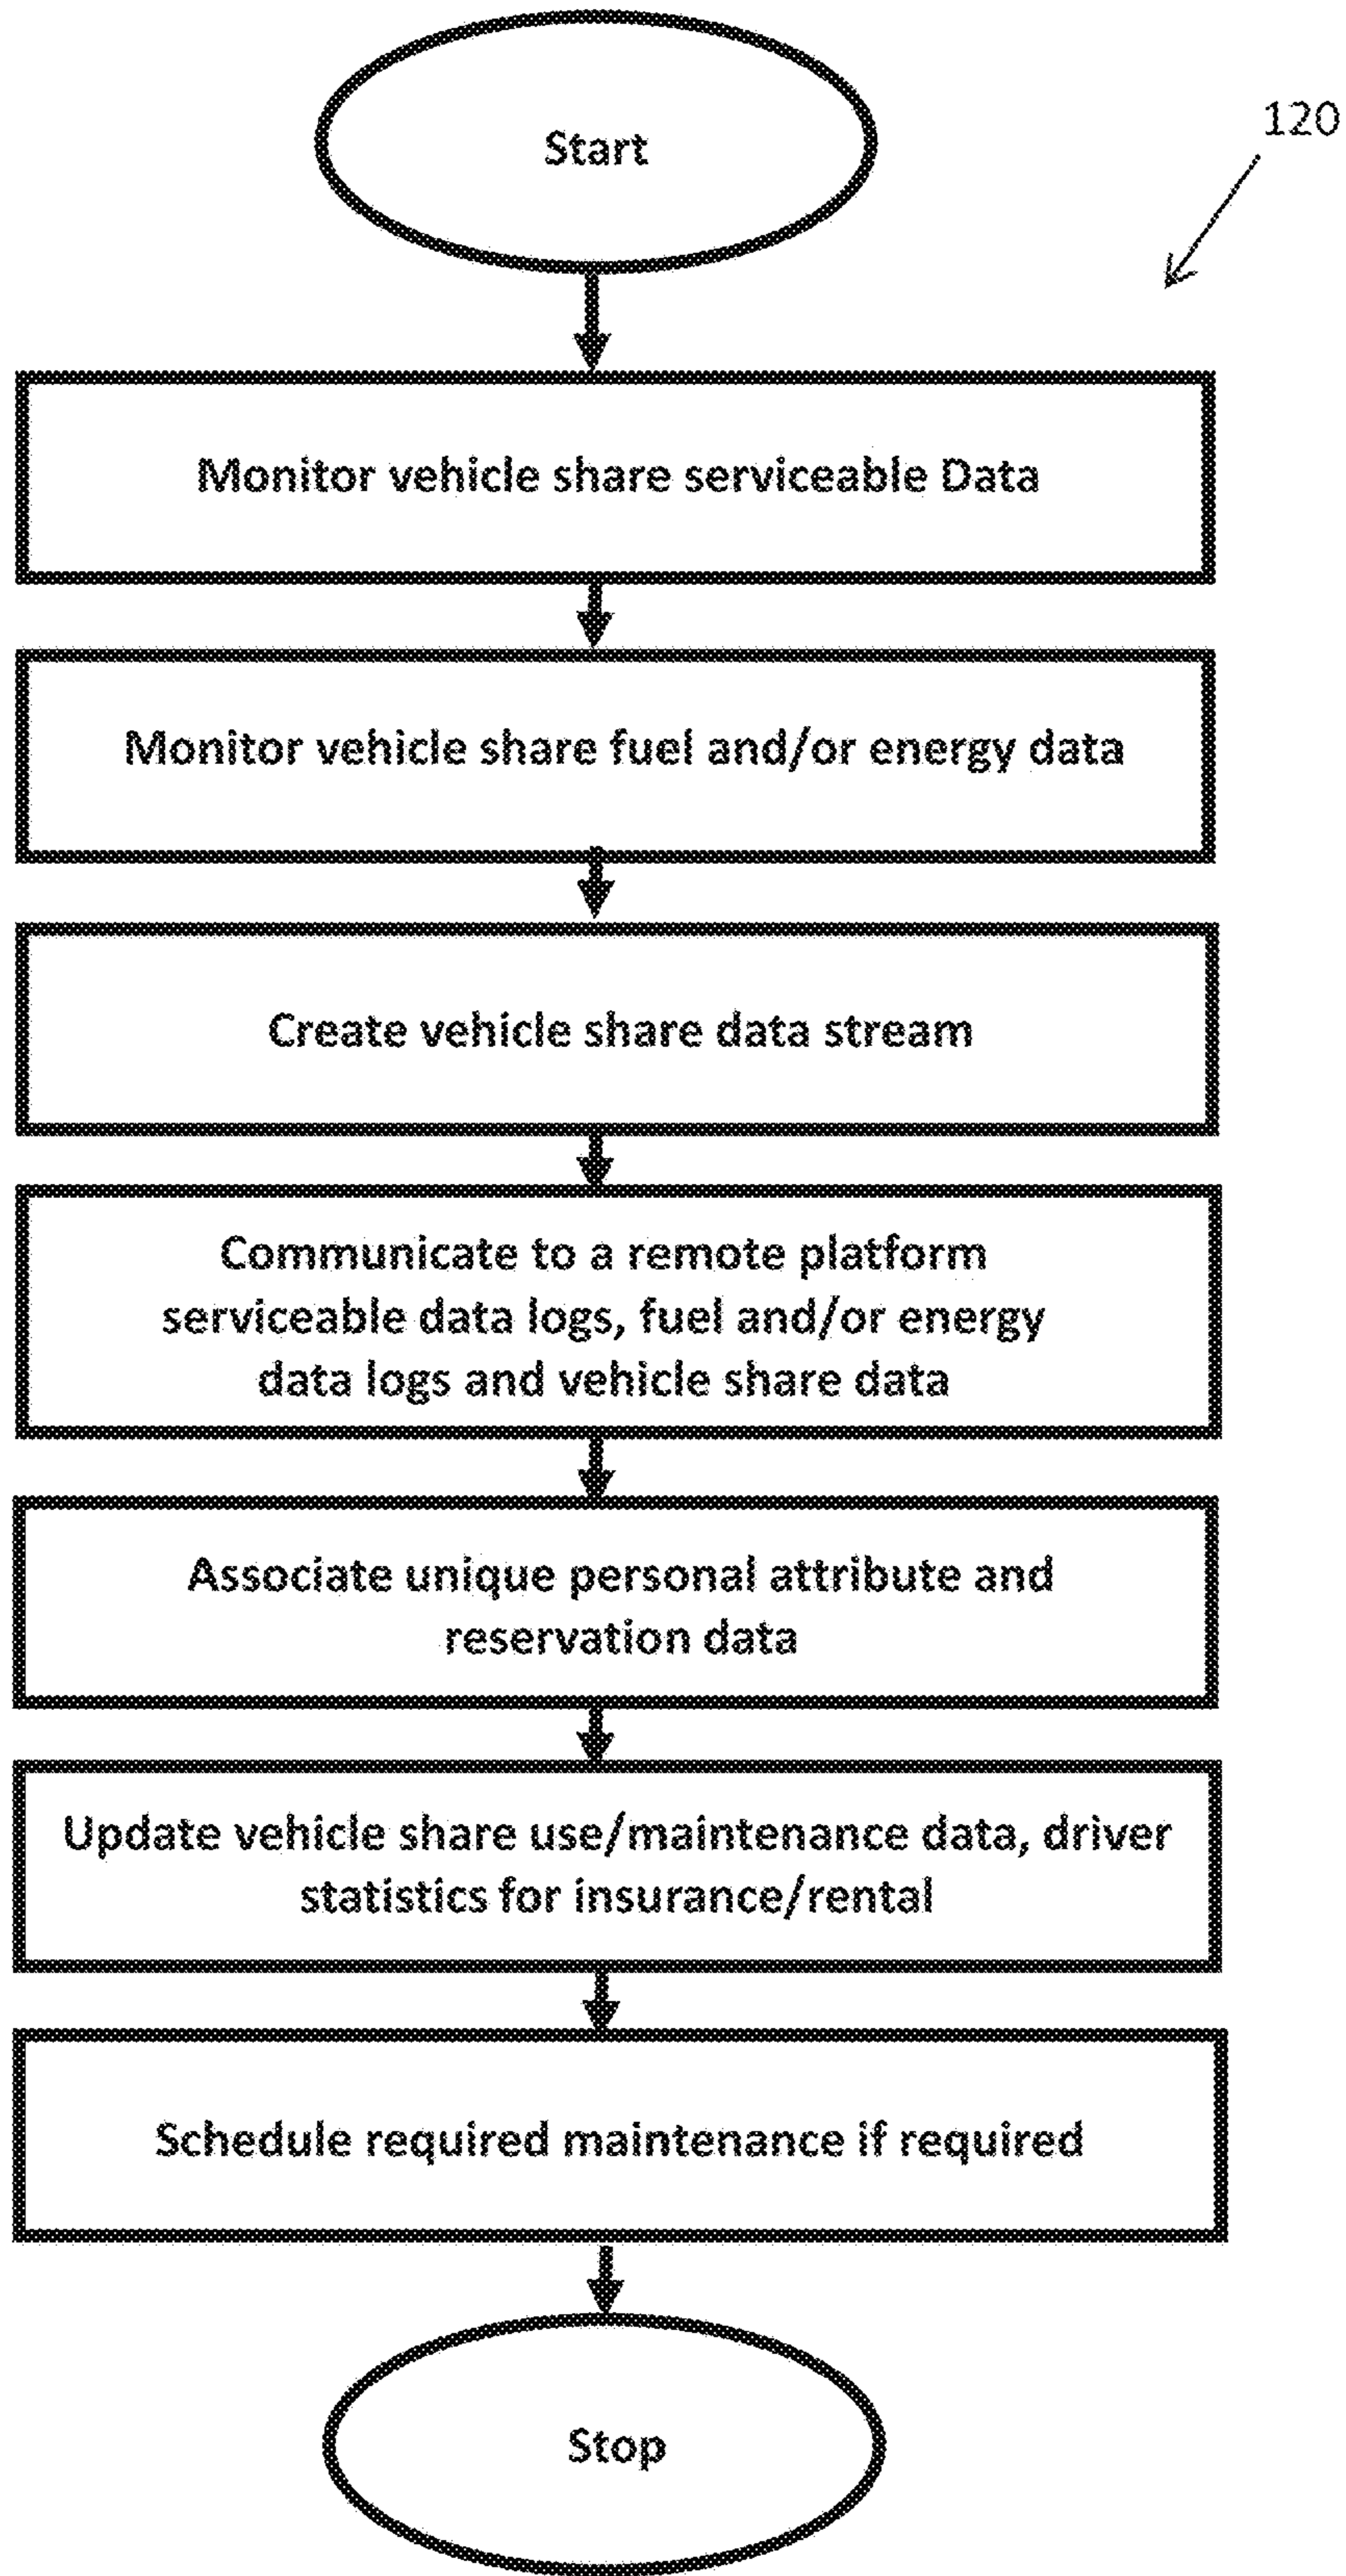 Start
120
Monitor vehicle share serviceable Data
Monitor vehicle share fuel and/or energy data
Create vehicle share data stream
Communicate to a remote platform
serviceable data logs, fuel and/or energy
data logs and vehicle share data
Associate unique personal attribute and
reservation data
Update vehicle share use/maintenance data, driver
statistics for insurance/rental
Schedule required maintenance if required
Stop